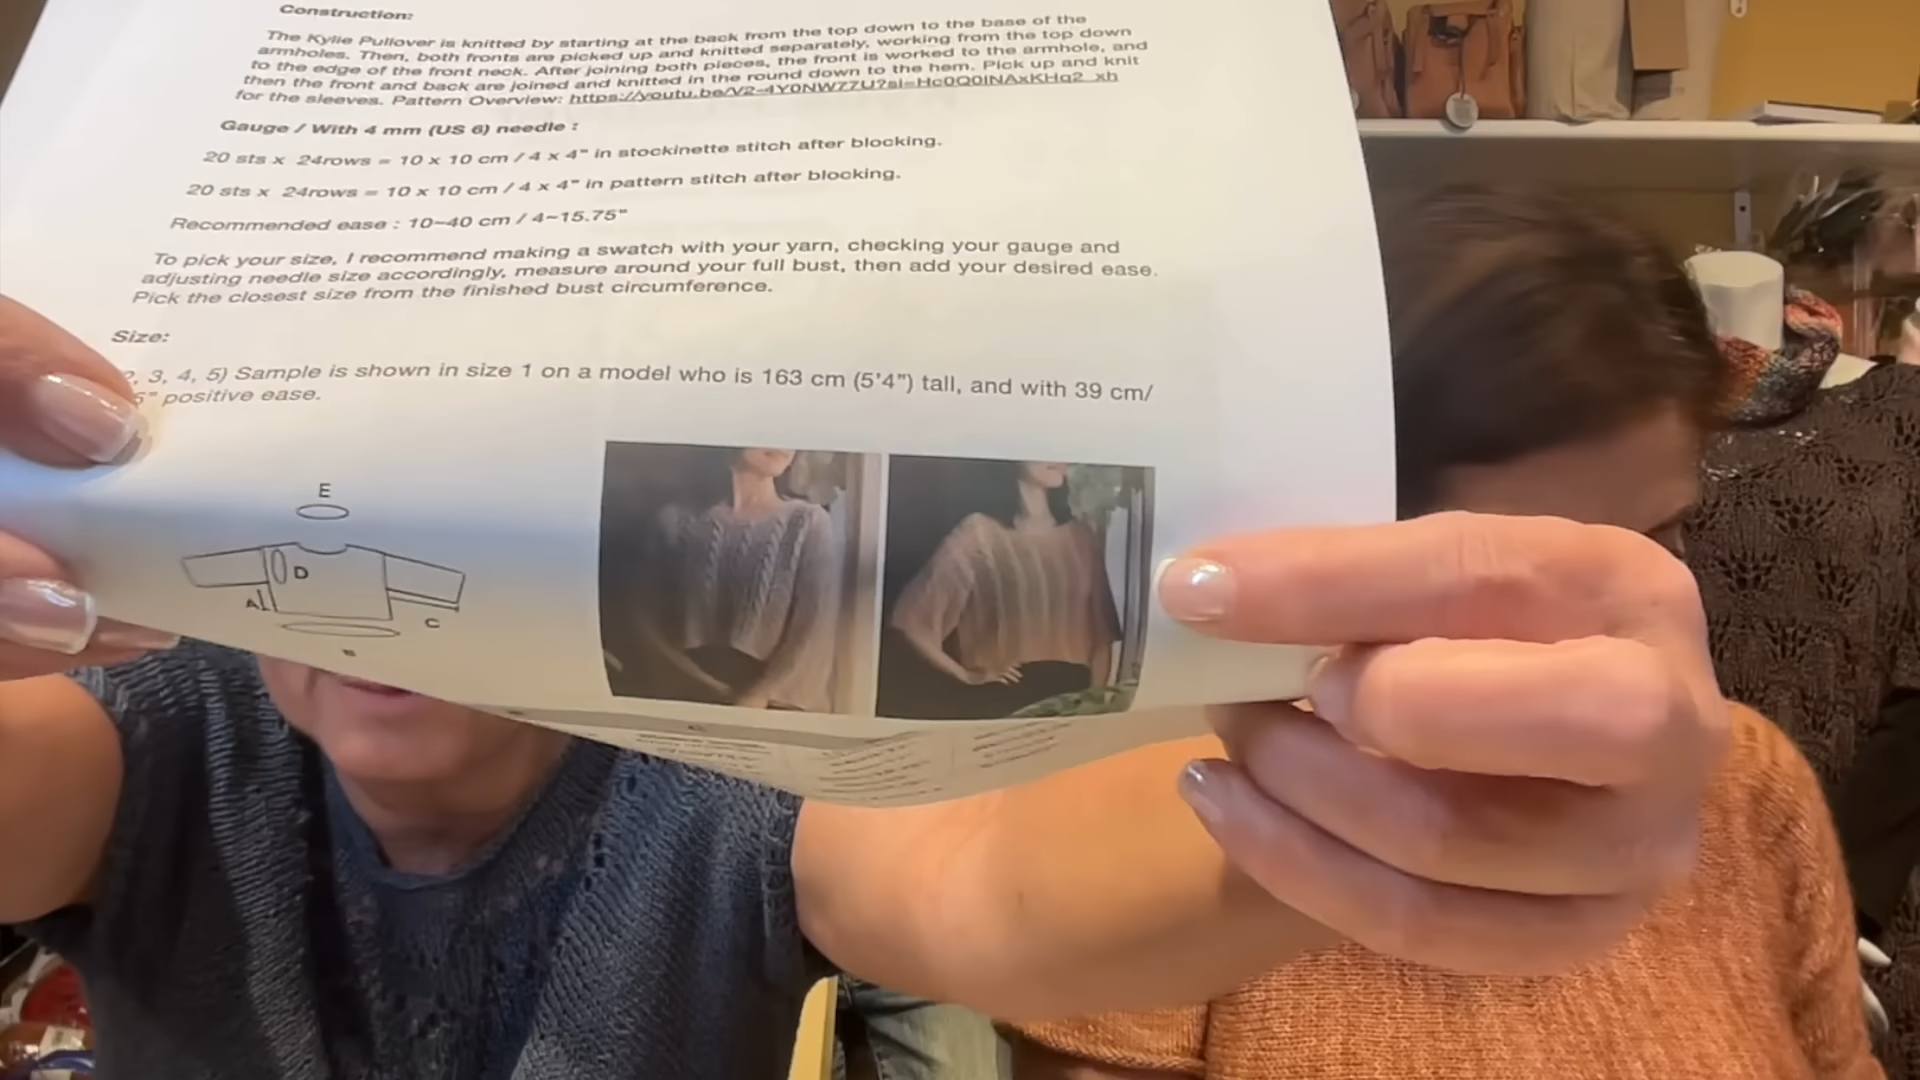 Construction:
The Kylie Pullover is knitted by starting at the back from the top down to the base of the
armholes. Then, both fronts are picked up and knitted separately, working from the top down
to the edge of the front neck. After joining both pieces, the front is worked to the armhole, and
then the front and back are joined and knitted in the round down to the hem. Pick up and knit
for the sleeves. Pattern Overview: https://youtu.be/V2-4Y0NW77U?si=Hc0Q0INAxKHq2_xh
Gauge / With 4 mm (US 6) needle :
20 sts x 24rows = 10 x 10 cm / 4 x 4" in stockinette stitch after blocking.
20 sts x 24rows = 10 x 10 cm / 4 x 4" in pattern stitch after blocking.
Recommended ease : 10~40 cm / 4~15.75"
To pick your size, I recommend making a swatch with your yarn, checking your gauge and
adjusting needle size accordingly, measure around your full bust, then add your desired ease.
Pick the closest size from the finished bust circumference.
Size:
3, 4, 5) Sample is shown in size 1 on a model who is 163 cm (5'4") tall, and with 39 cm/
positive ease.
E
D
A
C
B